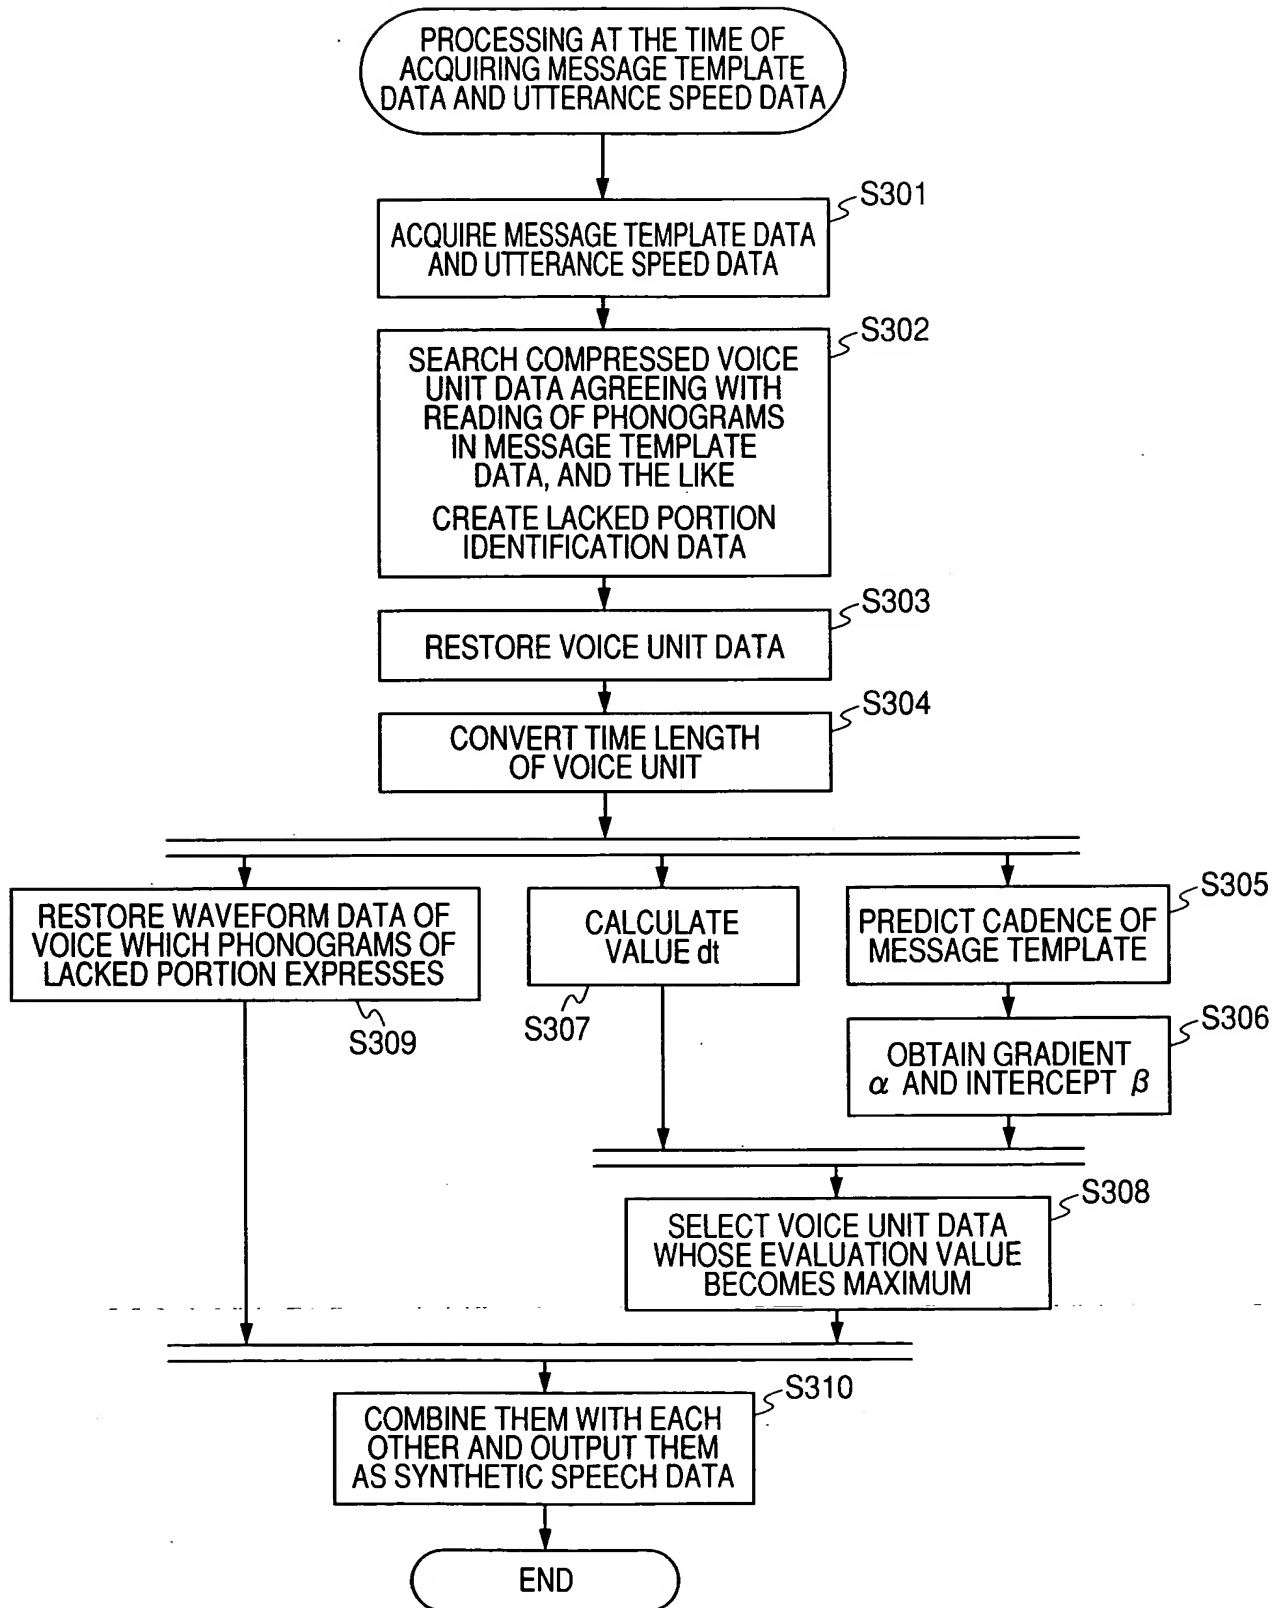 PROCESSING AT THE TIME OF
ACQUIRING MESSAGE TEMPLATE
DATA AND UTTERANCE SPEED DATA
S301
ACQUIRE MESSAGE TEMPLATE DATA
AND UTTERANCE SPEED DATA
S302
SEARCH COMPRESSED VOICE
UNIT DATA AGREEING WITH
READING OF PHONOGRAMS
IN MESSAGE TEMPLATE
DATA, AND THE LIKE
CREATE LACKED PORTION
IDENTIFICATION DATA
S303
RESTORE VOICE UNIT DATA
S304
CONVERT TIME LENGTH
OF VOICE UNIT
RESTORE WAVEFORM DATA OF
VOICE WHICH PHONOGRAMS OF
LACKED PORTION EXPRESSES
S309
CALCULATE
VALUE dt
S307
S305
PREDICT CADENCE OF
MESSAGE TEMPLATE
S306
OBTAIN GRADIENT
α AND INTERCEPT β
S308
SELECT VOICE UNIT DATA
WHOSE EVALUATION VALUE
BECOMES MAXIMUM
S310
COMBINE THEM WITH EACH
OTHER AND OUTPUT THEM
AS SYNTHETIC SPEECH DATA
END